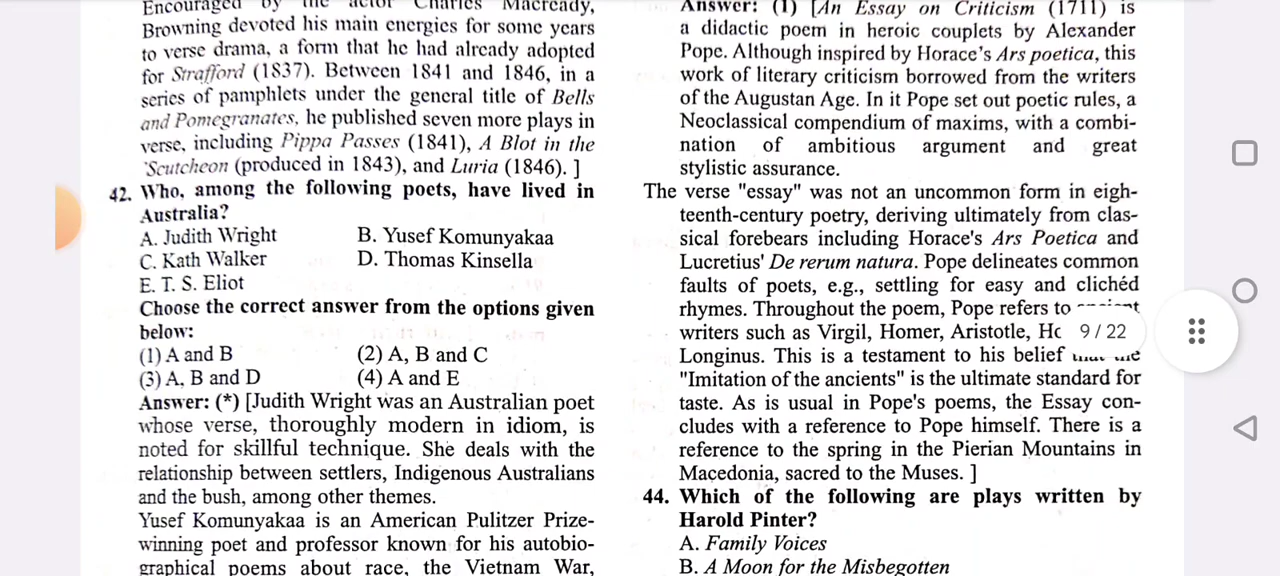 Encouraged by the actor Charles Macready,
Browning devoted his main energies for some years
to verse drama, a form that he had already adopted
for Strafford (1837). Between 1841 and 1846, in a
series of pamphlets under the general title of Bells
and Pomegranates, he published seven more plays in
verse, including Pippa Passes (1841), A Blot in the
'Scutcheon (produced in 1843), and Luria (1846). ]
42. Who, among the following poets, have lived in
Australia?
A. Judith Wright B. Yusef Komunyakaa
C. Kath Walker D. Thomas Kinsella
E. T. S. Eliot
Choose the correct answer from the options given
below:
(1) A and B (2) A, B and C
(3) A, B and D (4) A and E
Answer: (*) [Judith Wright was an Australian poet
whose verse, thoroughly modern in idiom, is
noted for skillful technique. She deals with the
relationship between settlers, Indigenous Australians
and the bush, among other themes.
Yusef Komunyakaa is an American Pulitzer Prize-
winning poet and professor known for his autobio-
graphical poems about race, the Vietnam War,
Answer: (1) [An Essay on Criticism (1711) is
a didactic poem in heroic couplets by Alexander
Pope. Although inspired by Horace's Ars poetica, this
work of literary criticism borrowed from the writers
of the Augustan Age. In it Pope set out poetic rules, a
Neoclassical compendium of maxims, with a combi-
nation of ambitious argument and great
stylistic assurance.
The verse "essay" was not an uncommon form in eigh-
teenth-century poetry, deriving ultimately from clas-
sical forebears including Horace's Ars Poetica and
Lucretius' De rerum natura. Pope delineates common
faults of poets, e.g., settling for easy and clichéd
rhymes. Throughout the poem, Pope refers to
writers such as Virgil, Homer, Aristotle,
9 / 22
Longinus. This is a testament to his belief
"Imitation of the ancients" is the ultimate standard for
taste. As is usual in Pope's poems, the Essay con-
cludes with a reference to Pope himself. There is a
reference to the spring in the Pierian Mountains in
Macedonia, sacred to the Muses. ]
44. Which of the following are plays written by
Harold Pinter?
A. Family Voices
B. A Moon for the Misbegotten